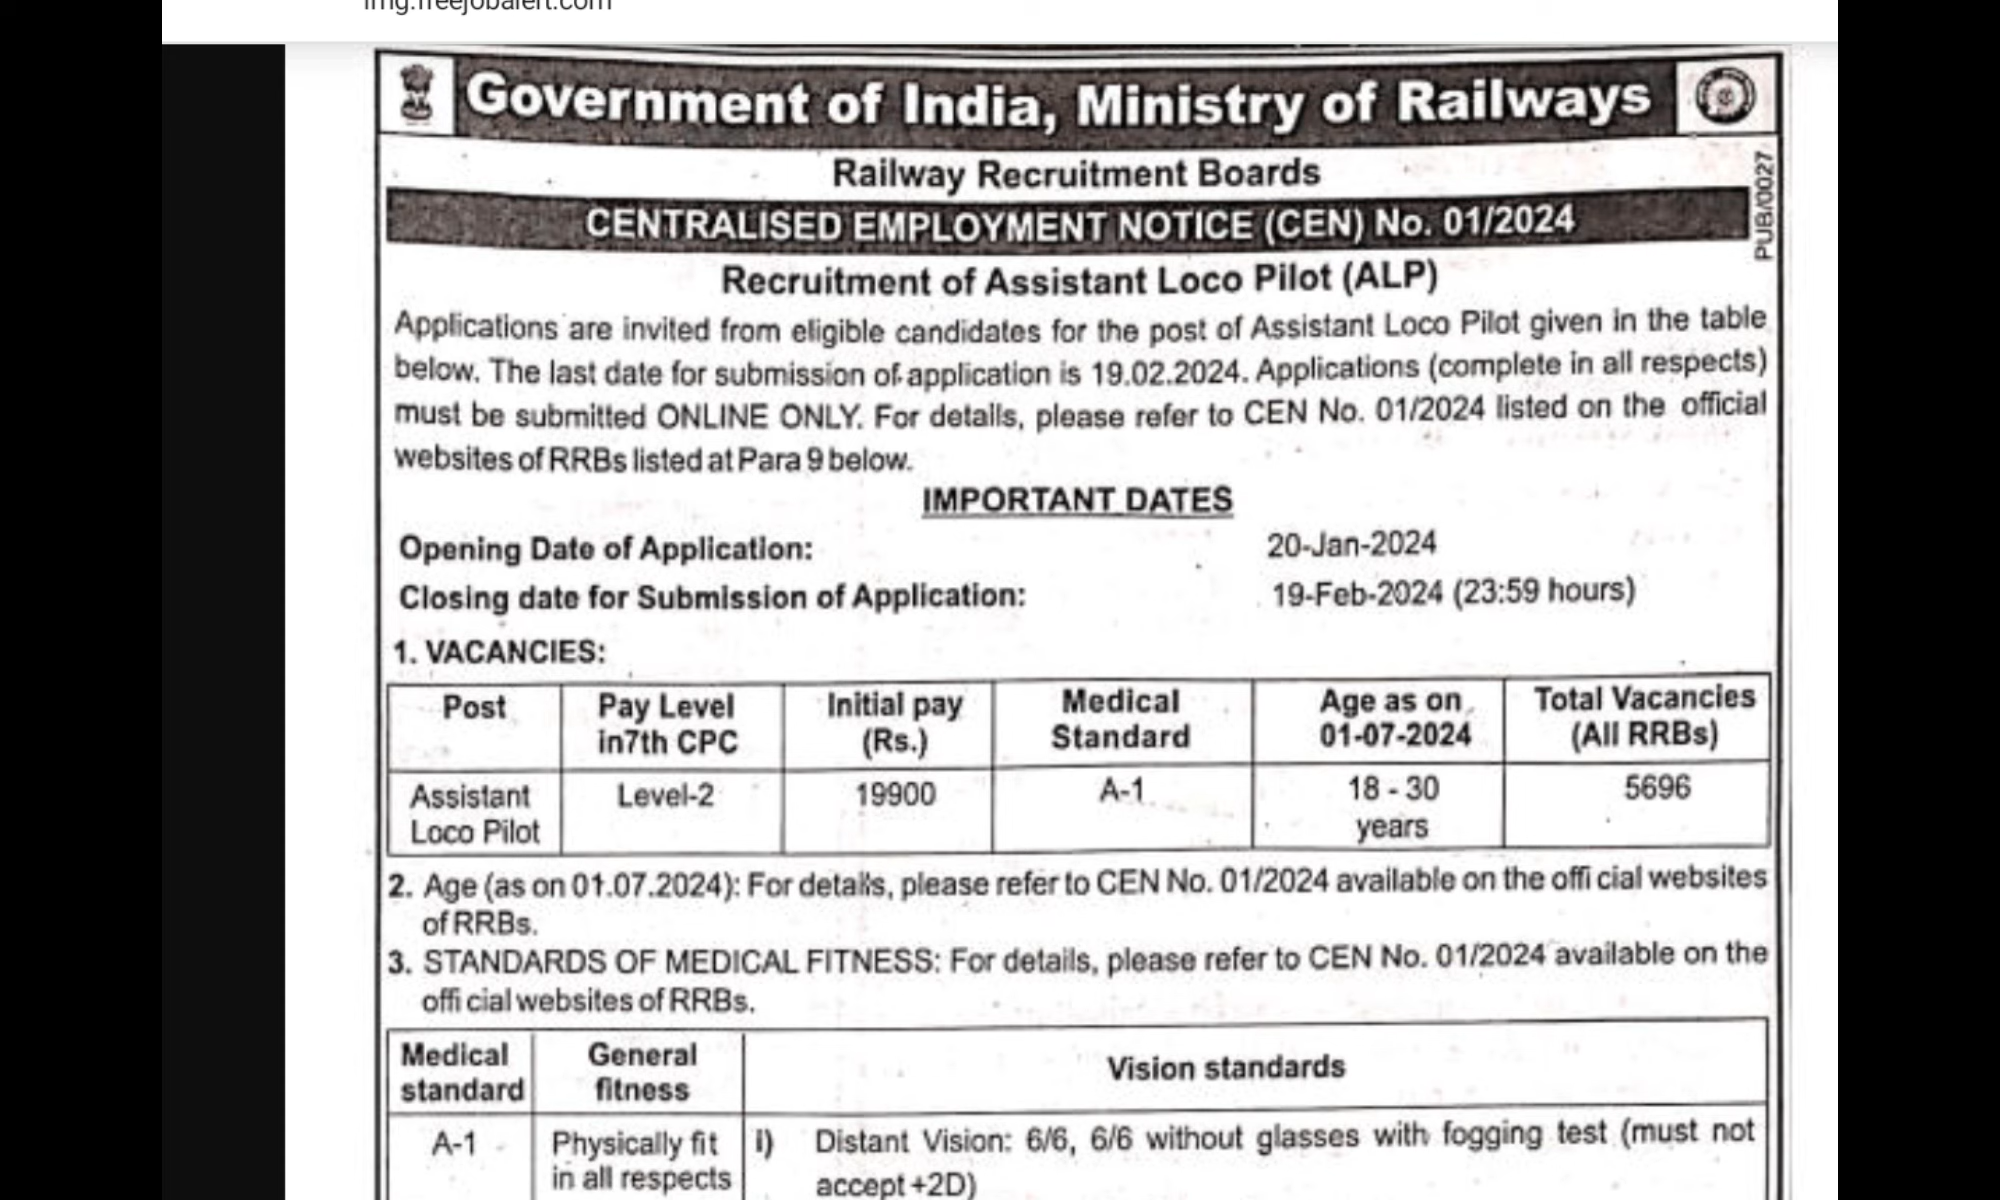 img.freejobalert.com
Government of India, Ministry of Railways
Railway Recruitment Boards
PUB/0027
CENTRALISED EMPLOYMENT NOTICE (CEN) No. 01/2024
Recruitment of Assistant Loco Pilot (ALP)
Applications are invited from eligible candidates for the post of Assistant Loco Pilot given in the table
below. The last date for submission of application is 19.02.2024. Applications (complete in all respects)
must be submitted ONLINE ONLY. For details, please refer to CEN No. 01/2024 listed on the official
websites of RRBs listed at Para 9 below.
IMPORTANT DATES
Opening Date of Application: 20-Jan-2024
Closing date for Submission of Application: 19-Feb-2024 (23:59 hours)
1. VACANCIES:
Post Pay Level in7th CPC Initial pay (Rs.) Medical Standard Age as on 01-07-2024 Total Vacancies (All RRBs)
Assistant Loco Pilot Level-2 19900 A-1 18 - 30 years 5696
2. Age (as on 01.07.2024): For details, please refer to CEN No. 01/2024 available on the offi cial websites
of RRBs.
3. STANDARDS OF MEDICAL FITNESS: For details, please refer to CEN No. 01/2024 available on the
offi cial websites of RRBs.
Medical standard General fitness Vision standards
A-1 Physically fit in all respects i) Distant Vision: 6/6, 6/6 without glasses with fogging test (must not
accept +2D)